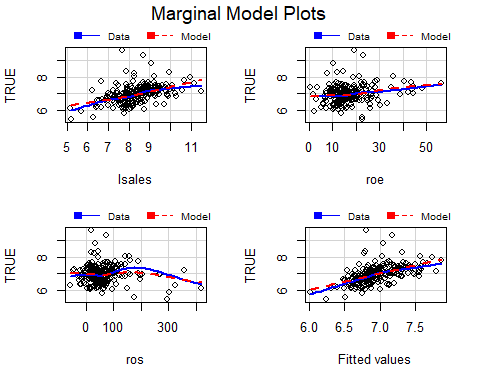 Marginal Model Plots
Data Model
TRUE
6 8
5 6 7 8 9 11
lsales
Data Model
TRUE
6 8
0 10 30 50
roe
Data Model
TRUE
6 8
0 100 300
ros
Data Model
TRUE
6 8
6.0 6.5 7.0 7.5
Fitted values